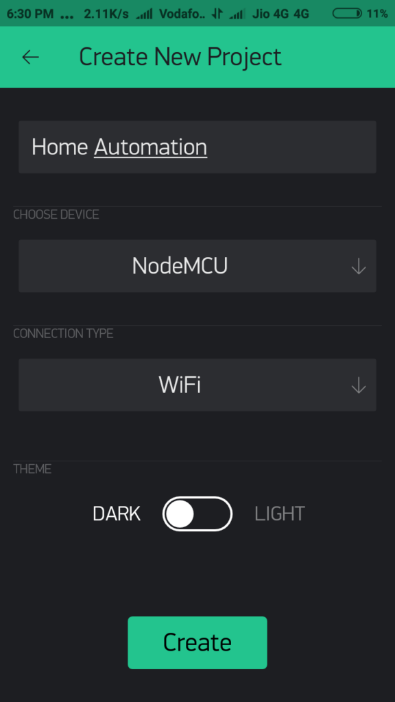 6:30 PM ... 2.11K/s Vodafo.. Jio 4G 4G 11%
Create New Project
Home Automation
CHOOSE DEVICE
NodeMCU
CONNECTION TYPE
WiFi
THEME
DARK LIGHT
Create